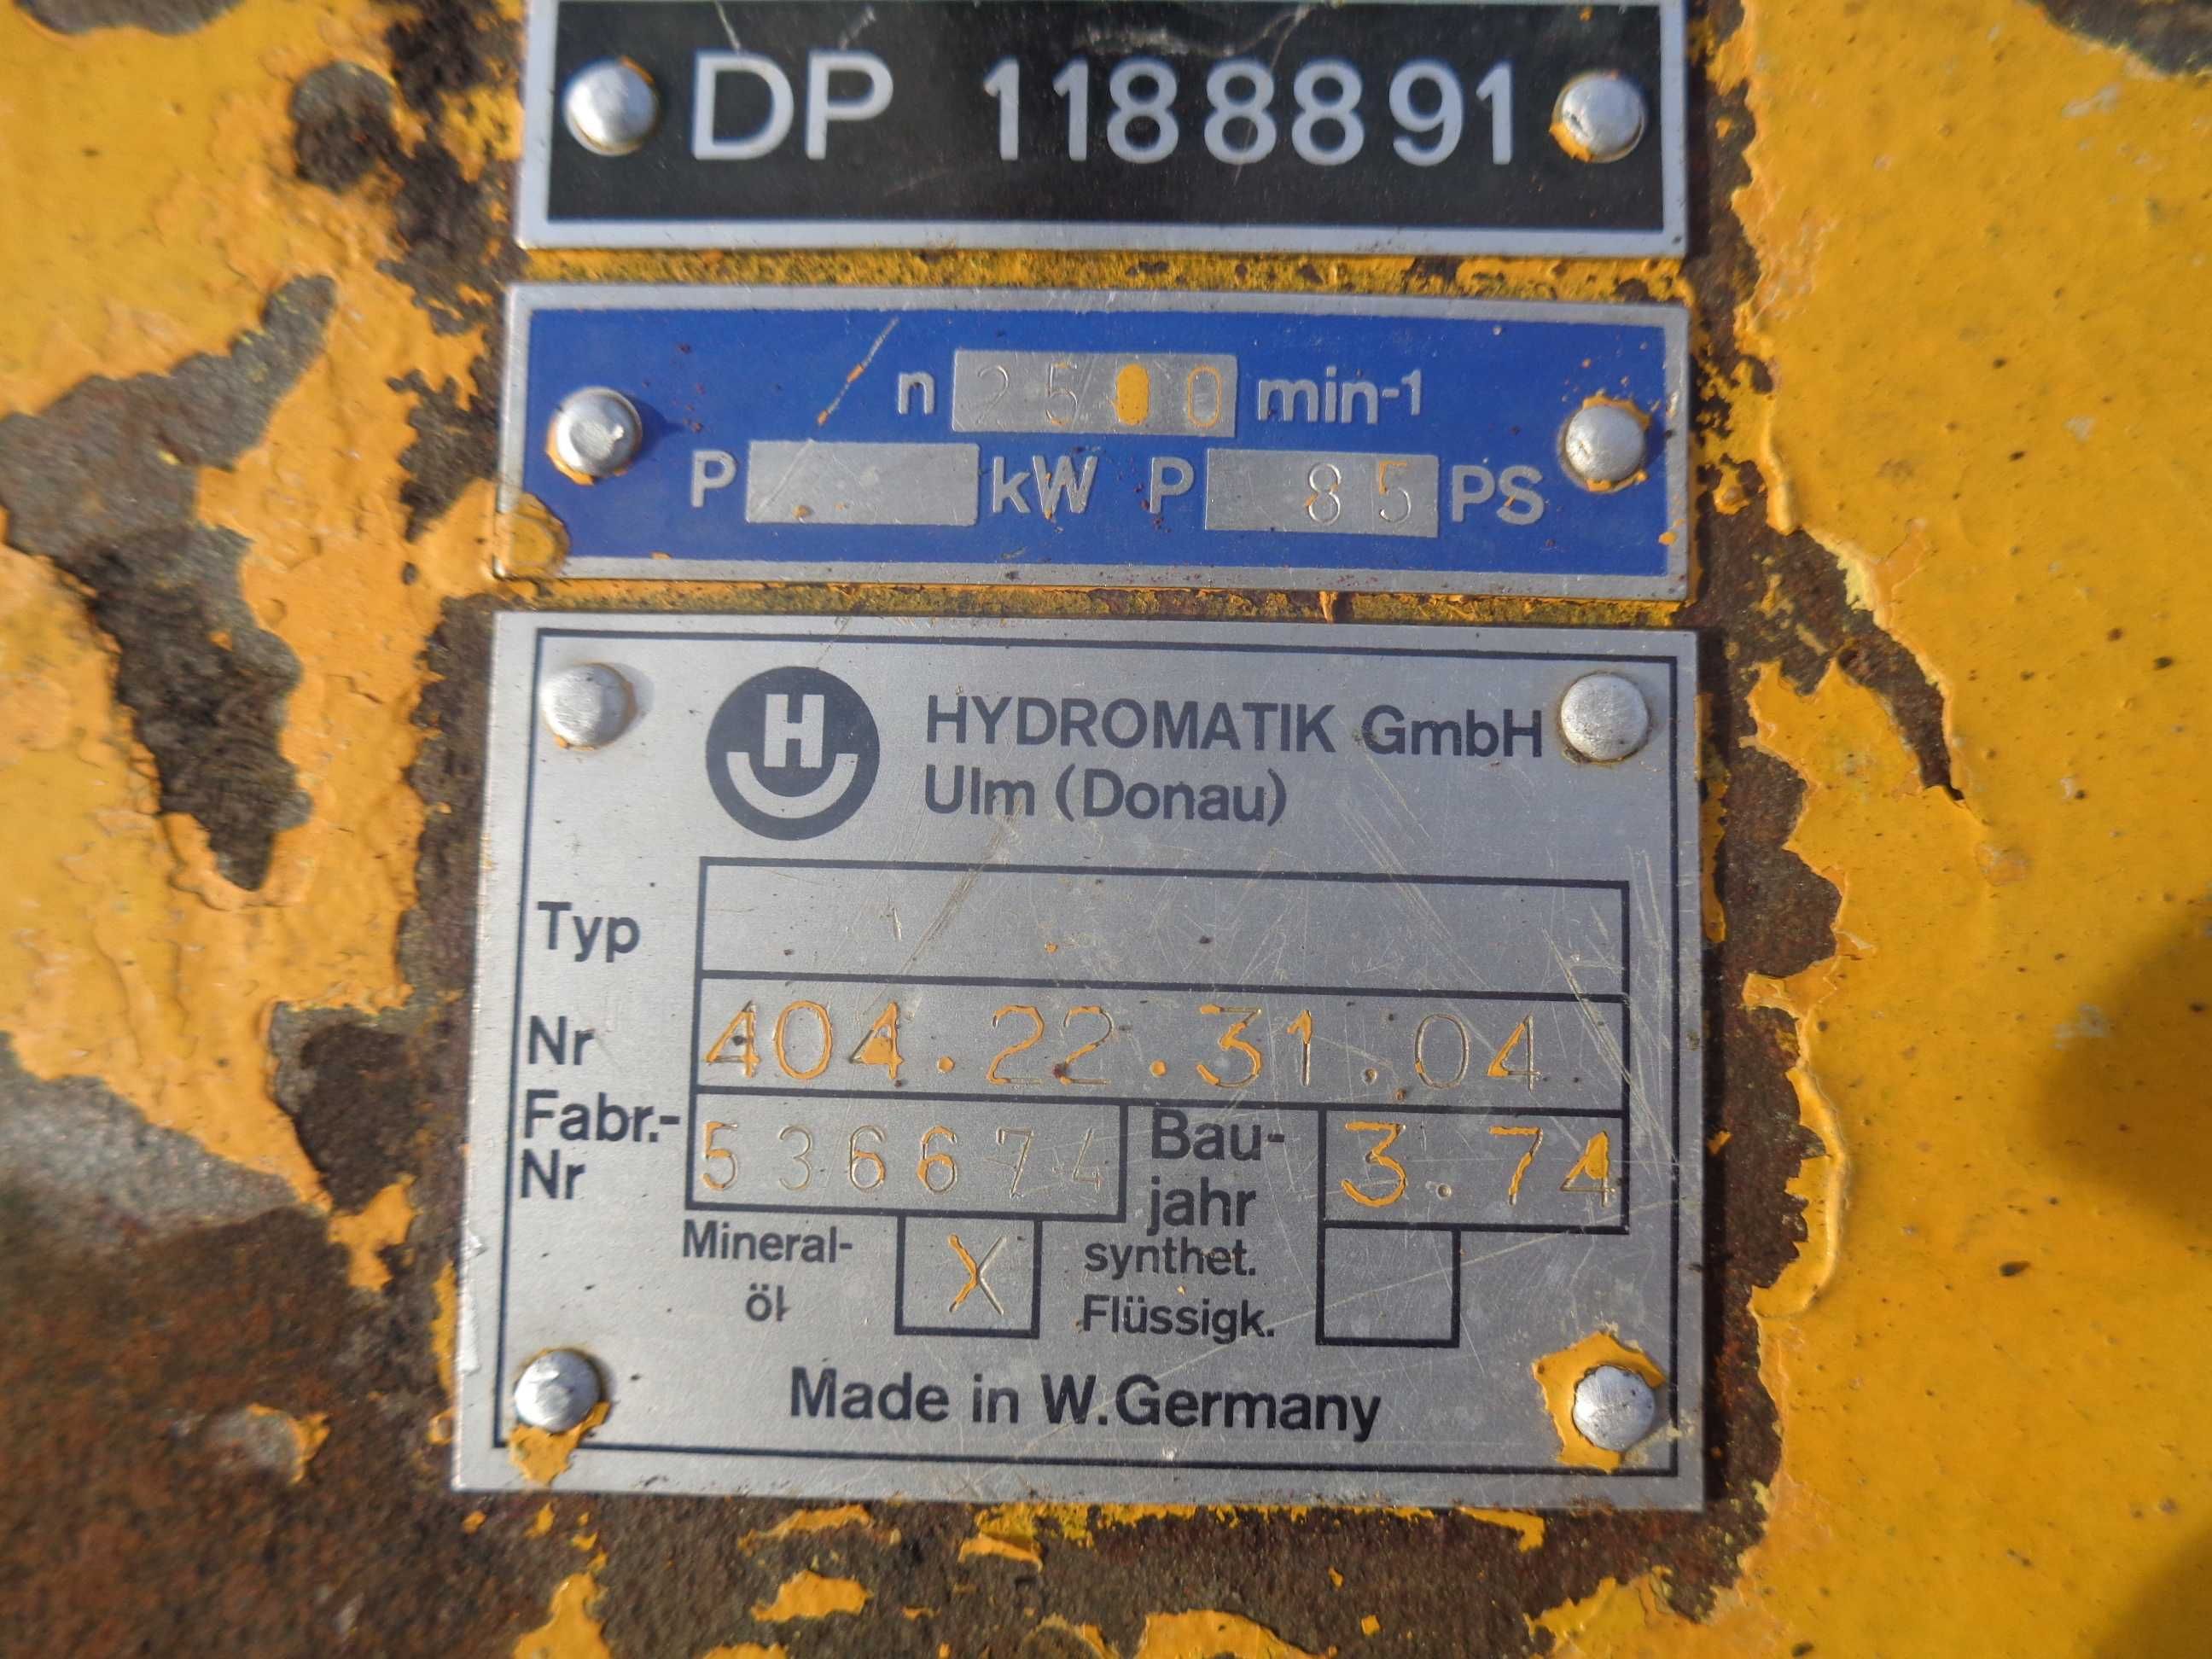 DP 1188891
n 2500 min-1
P kW P 85 PS
H
HYDROMATIK GmbH
Ulm (Donau)
Typ
Nr 404.22.31.04
Fabr.-Nr 536674 Bau-jahr 3.74
Mineral-öl X synthet. Flüssigk.
Made in W.Germany